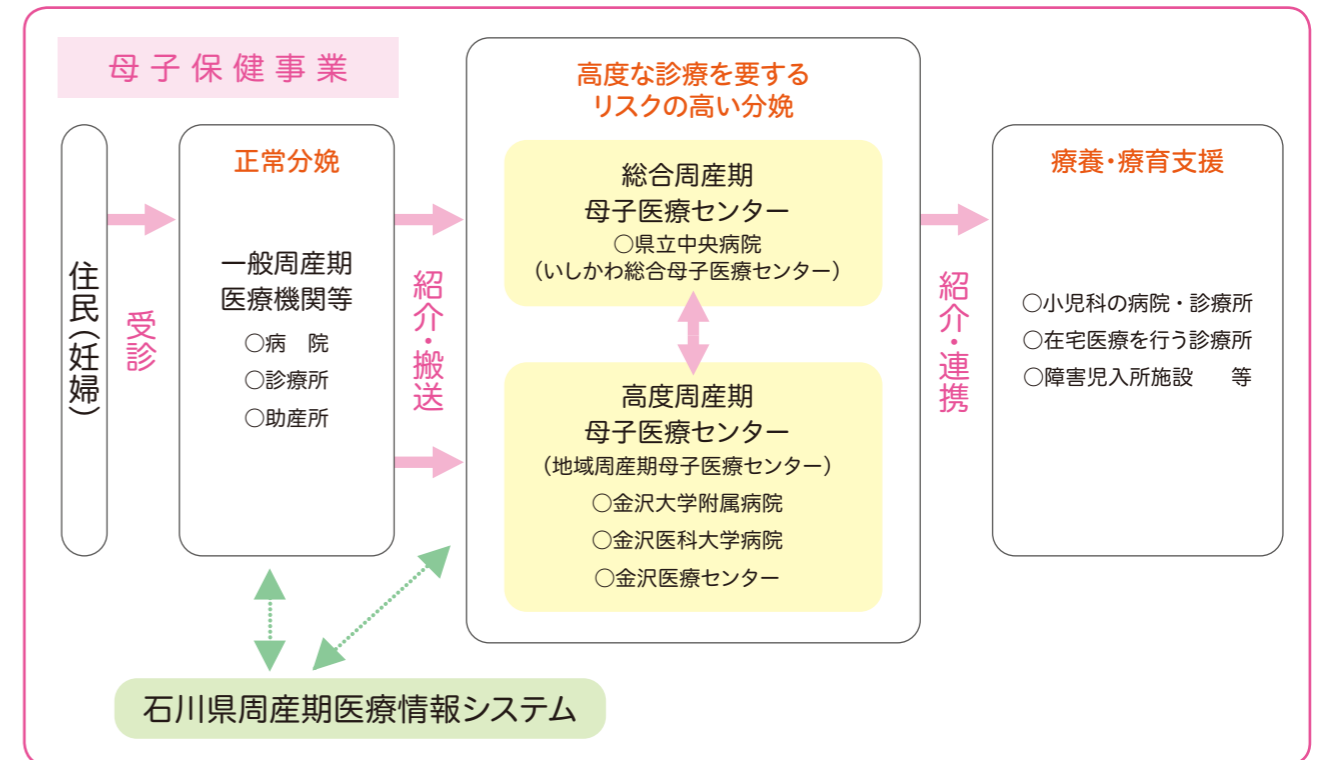 母子保健事業
住民（妊婦）
受診
正常分娩
一般周産期
医療機関等
○病　院
○診療所
○助産所
紹介・搬送
高度な診療を要する
リスクの高い分娩
総合周産期
母子医療センター
○県立中央病院
（いしかわ総合母子医療センター）
高度周産期
母子医療センター
（地域周産期母子医療センター）
○金沢大学附属病院
○金沢医科大学病院
○金沢医療センター
紹介・連携
療養・療育支援
○小児科の病院・診療所
○在宅医療を行う診療所
○障害児入所施設　　等
石川県周産期医療情報システム